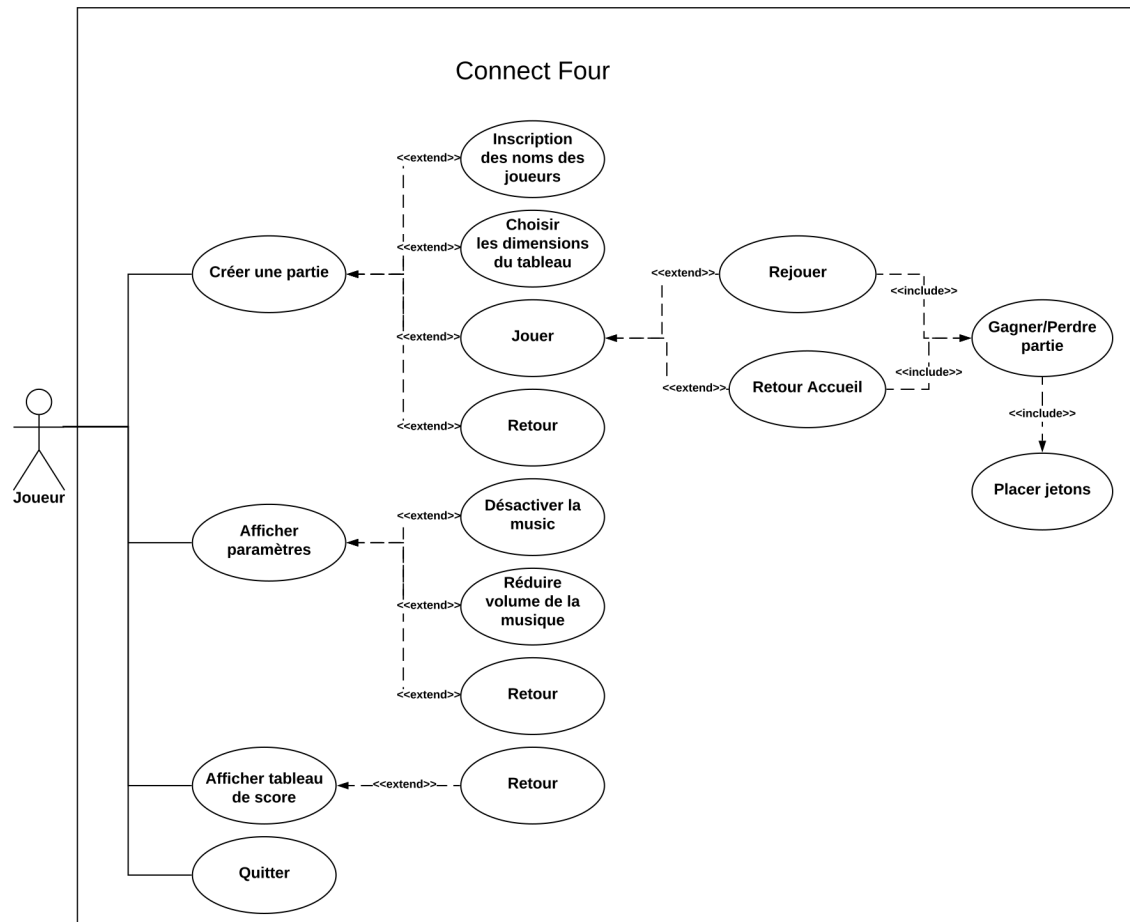 Connect Four
Inscription
des noms des
joueurs
<<extend>>
Choisir
les dimensions
du tableau
<<extend>>
Créer une partie
<<extend>>
Rejouer
<<include>>
Jouer
<<extend>>
Gagner/Perdre
partie
<<include>>
<<extend>>
Retour Accueil
<<include>>
Retour
<<extend>>
Placer jetons
Joueur
Désactiver la
music
<<extend>>
Afficher
paramètres
Réduire
volume de la
musique
<<extend>>
Retour
<<extend>>
Afficher tableau
de score
<<extend>>
Retour
Quitter